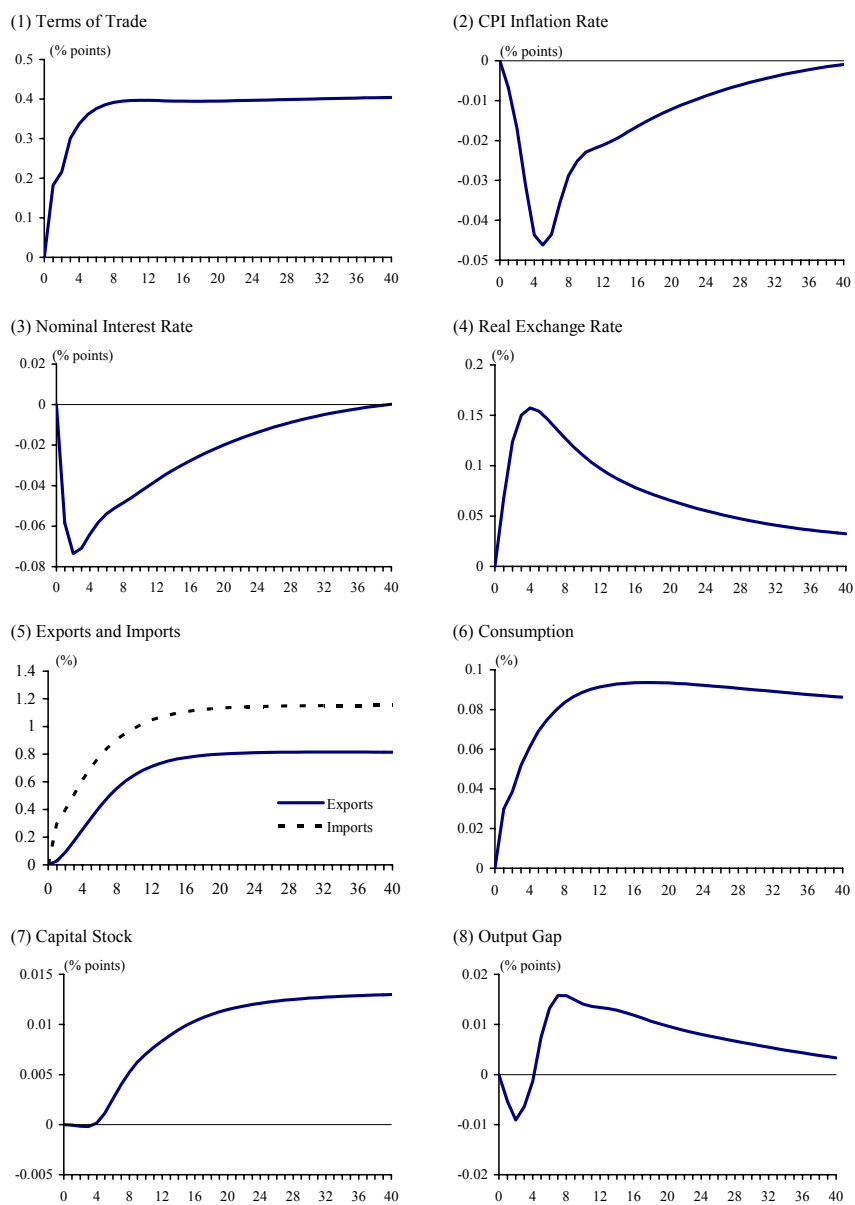 (1) Terms of Trade
(% points)
0.5
0.4
0.3
0.2
0.1
0
0 4 8 12 16 20 24 28 32 36 40
(2) CPI Inflation Rate
(% points)
0
-0.01
-0.02
-0.03
-0.04
-0.05
0 4 8 12 16 20 24 28 32 36 40
(3) Nominal Interest Rate
(% points)
0.02
0
-0.02
-0.04
-0.06
-0.08
0 4 8 12 16 20 24 28 32 36 40
(4) Real Exchange Rate
(%)
0.2
0.15
0.1
0.05
0
0 4 8 12 16 20 24 28 32 36 40
(5) Exports and Imports
(%)
1.4
1.2
1
0.8
0.6
0.4
0.2
0
Exports
Imports
0 4 8 12 16 20 24 28 32 36 40
(6) Consumption
(%)
0.1
0.08
0.06
0.04
0.02
0
0 4 8 12 16 20 24 28 32 36 40
(7) Capital Stock
(% points)
0.015
0.01
0.005
0
-0.005
0 4 8 12 16 20 24 28 32 36 40
(8) Output Gap
(% points)
0.02
0.01
0
-0.01
-0.02
0 4 8 12 16 20 24 28 32 36 40